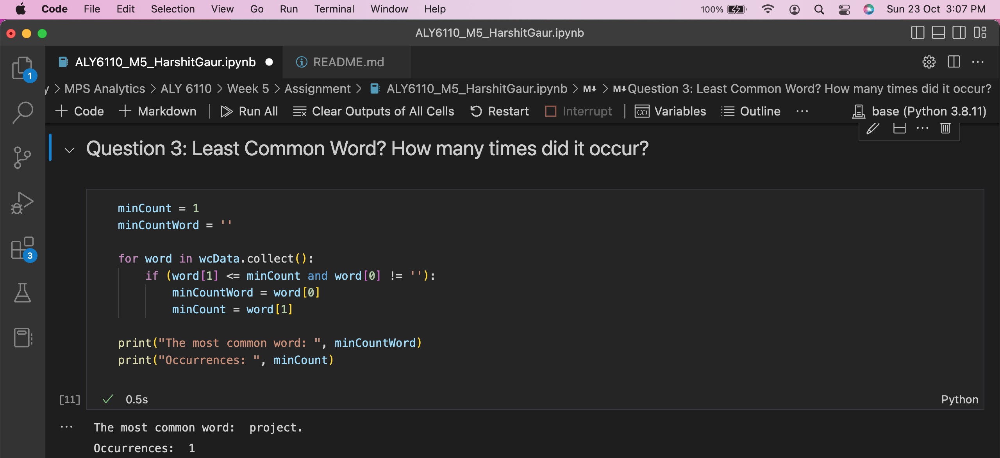 Code File Edit Selection View Go Run Terminal Window Help 100% Sun 23 Oct 3:07 PM
ALY6110_M5_HarshitGaur.ipynb
ALY6110_M5_HarshitGaur.ipynb README.md
1
y > MPS Analytics > ALY 6110 > Week 5 > Assignment > ALY6110_M5_HarshitGaur.ipynb > M↓ > M↓Question 3: Least Common Word? How many times did it occur?
+ Code + Markdown Run All Clear Outputs of All Cells Restart Interrupt (x) Variables Outline ... base (Python 3.8.11)
Question 3: Least Common Word? How many times did it occur?
minCount = 1
minCountWord = ''
for word in wcData.collect():
    if (word[1] <= minCount and word[0] != ''):
        minCountWord = word[0]
        minCount = word[1]
print("The most common word: ", minCountWord)
print("Occurrences: ", minCount)
3
[11] 0.5s Python
... The most common word:  project.
Occurrences:  1